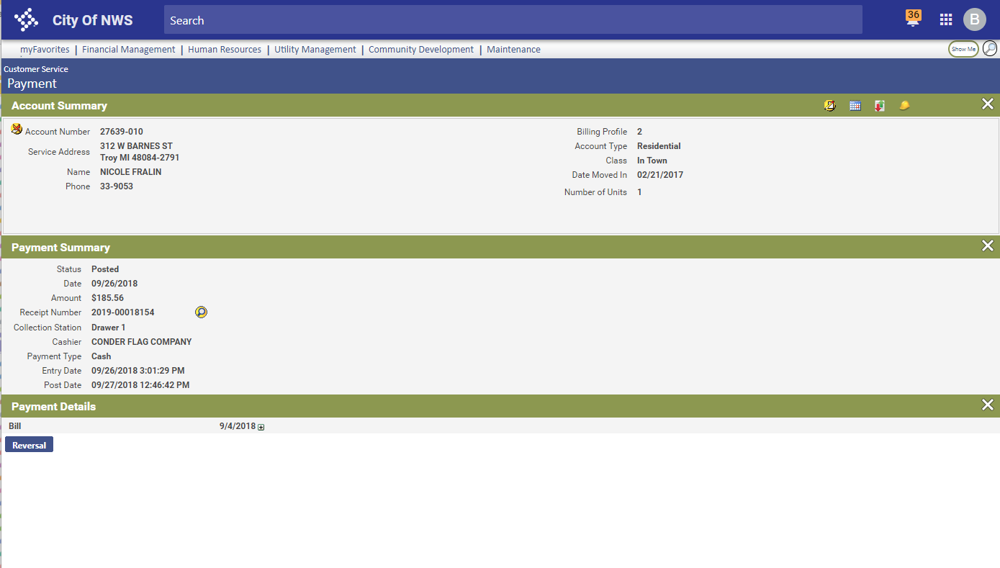 City Of NWS
Search
36
B
myFavorites | Financial Management | Human Resources | Utility Management | Community Development | Maintenance
Show Me
Customer Service
Payment
Account Summary
Account Number 27639-010
Service Address 312 W BARNES ST
Troy MI 48084-2791
Name NICOLE FRALIN
Phone 33-9053
Billing Profile 2
Account Type Residential
Class In Town
Date Moved In 02/21/2017
Number of Units 1
Payment Summary
Status Posted
Date 09/26/2018
Amount $185.56
Receipt Number 2019-00018154
Collection Station Drawer 1
Cashier CONDER FLAG COMPANY
Payment Type Cash
Entry Date 09/26/2018 3:01:29 PM
Post Date 09/27/2018 12:46:42 PM
Payment Details
Bill 9/4/2018
Reversal